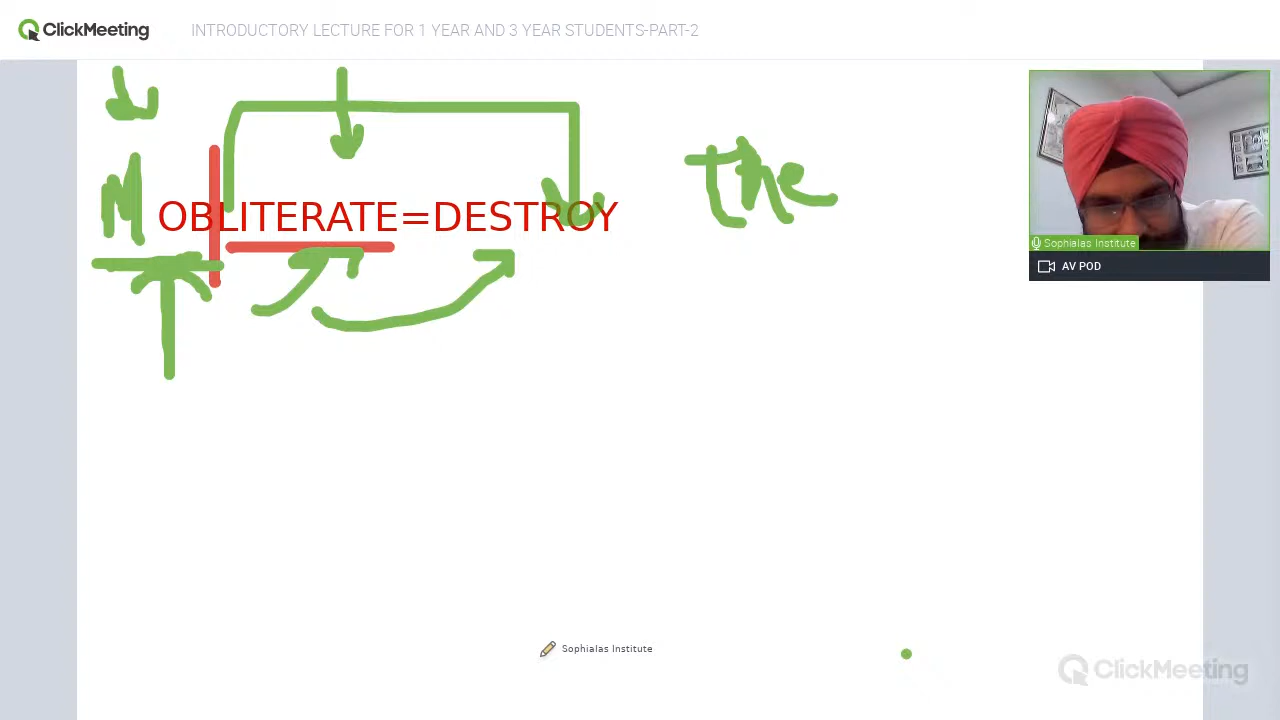 ClickMeeting INTRODUCTORY LECTURE FOR 1 YEAR AND 3 YEAR STUDENTS-PART-2
the
OBLITERATE=DESTROY
Sophialas Institute
AV POD
Sophialas Institute
ClickMeeting